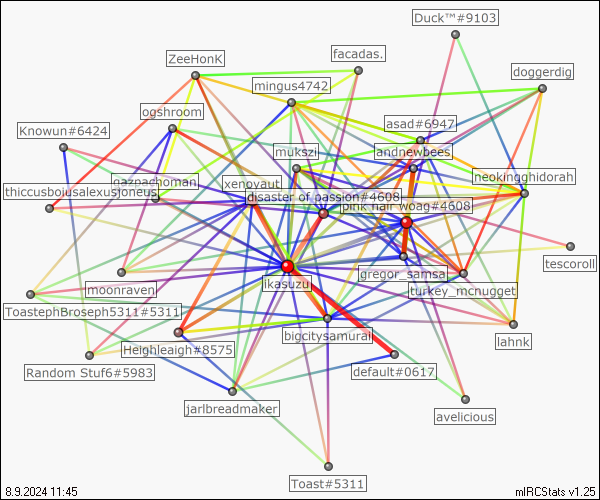 Duck™#9103
facadas.
ZeeHonK
doggerdig
mingus4742
ogshroom
asad#6947
Knowun#6424
mukszi
andnewbees
gazpachoman
xenovaut
neokingghidorah
thiccusboiusalexusjoneus
disaster of passion#4608
pink hair woag#4608
tescoroll
gregor_samsa
moonraven
ikasuzu
turkey_mcnugget
ToastephBroseph5311#5311
bigcitysamurai
lahnk
Heighleaigh#8575
Random Stuf6#5983
default#0617
jarlbreadmaker
avelicious
Toast#5311
8.9.2024 11:45
mIRCStats v1.25